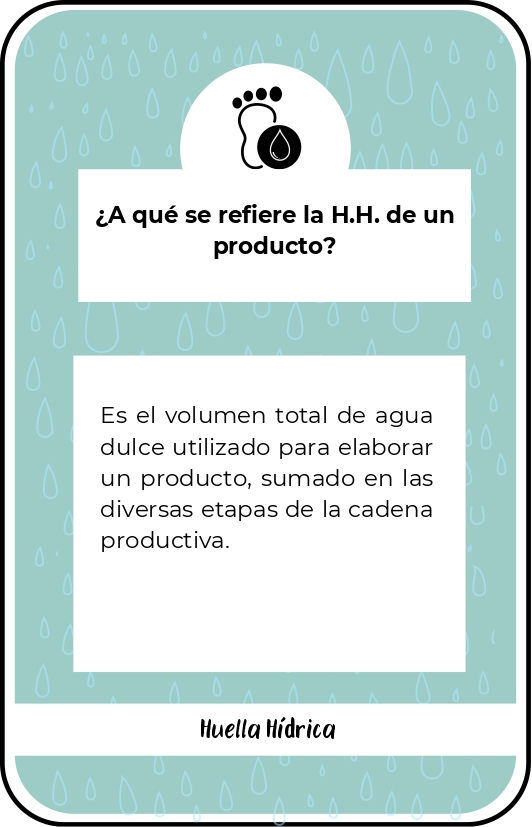 ¿A qué se refiere la H.H. de un
producto?
Es el volumen total de agua
dulce utilizado para elaborar
un producto, sumado en las
diversas etapas de la cadena
productiva.
Huella Hídrica